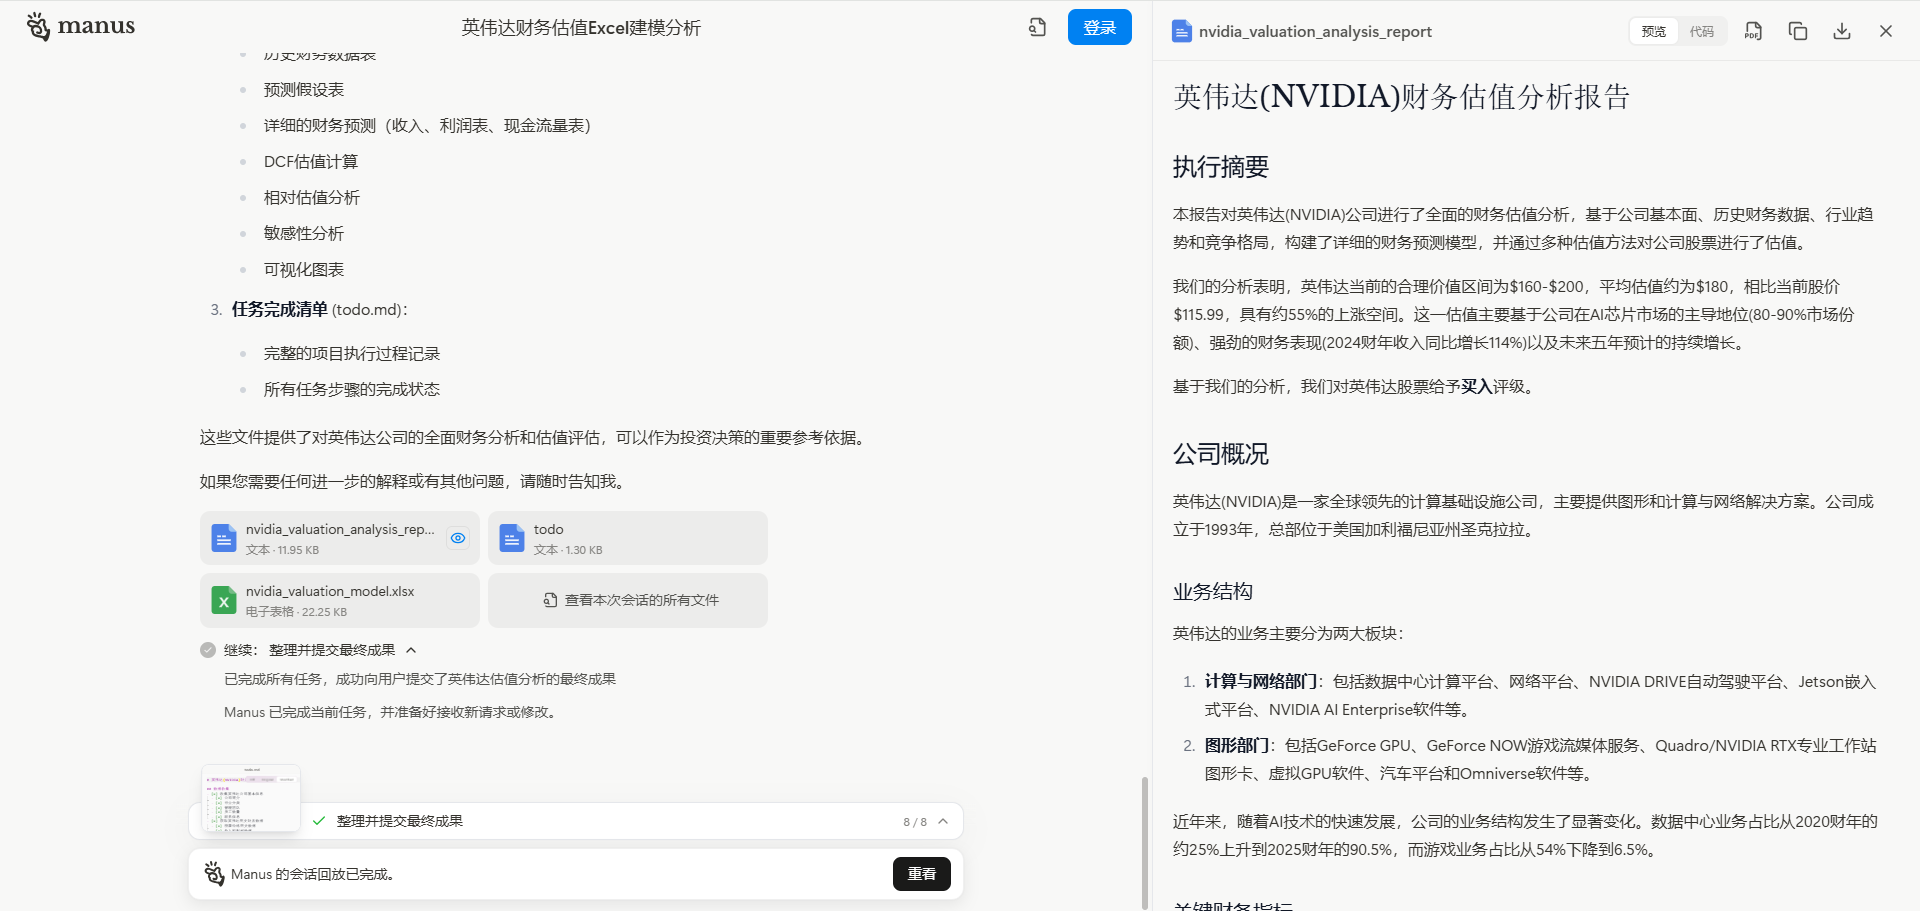 manus
英伟达财务估值Excel建模分析
登录
历史财务数据表
预测假设表
详细的财务预测（收入、利润表、现金流量表）
DCF估值计算
相对估值分析
敏感性分析
可视化图表
3. 任务完成清单 (todo.md)：
完整的项目执行过程记录
所有任务步骤的完成状态
这些文件提供了对英伟达公司的全面财务分析和估值评估，可以作为投资决策的重要参考依据。
如果您需要任何进一步的解释或有其他问题，请随时告知我。
nvidia_valuation_analysis_rep...
文本 · 11.95 KB
todo
文本 · 1.30 KB
nvidia_valuation_model.xlsx
电子表格 · 22.25 KB
查看本次会话的所有文件
继续： 整理并提交最终成果
已完成所有任务，成功向用户提交了英伟达估值分析的最终成果
Manus 已完成当前任务，并准备好接收新请求或修改。
整理并提交最终成果
8 / 8
Manus 的会话回放已完成。
重看
nvidia_valuation_analysis_report
预览
代码
英伟达(NVIDIA)财务估值分析报告
执行摘要
本报告对英伟达(NVIDIA)公司进行了全面的财务估值分析，基于公司基本面、历史财务数据、行业趋
势和竞争格局，构建了详细的财务预测模型，并通过多种估值方法对公司股票进行了估值。
我们的分析表明，英伟达当前的合理价值区间为$160-$200，平均估值约为$180，相比当前股价
$115.99，具有约55%的上涨空间。这一估值主要基于公司在AI芯片市场的主导地位(80-90%市场份
额)、强劲的财务表现(2024财年收入同比增长114%)以及未来五年预计的持续增长。
基于我们的分析，我们对英伟达股票给予买入评级。
公司概况
英伟达(NVIDIA)是一家全球领先的计算基础设施公司，主要提供图形和计算与网络解决方案。公司成
立于1993年，总部位于美国加利福尼亚州圣克拉拉。
业务结构
英伟达的业务主要分为两大板块：
1. 计算与网络部门：包括数据中心计算平台、网络平台、NVIDIA DRIVE自动驾驶平台、Jetson嵌入
式平台、NVIDIA AI Enterprise软件等。
2. 图形部门：包括GeForce GPU、GeForce NOW游戏流媒体服务、Quadro/NVIDIA RTX专业工作站
图形卡、虚拟GPU软件、汽车平台和Omniverse软件等。
近年来，随着AI技术的快速发展，公司的业务结构发生了显著变化。数据中心业务占比从2020财年的
约25%上升到2025财年的90.5%，而游戏业务占比从54%下降到6.5%。
关键财务指标